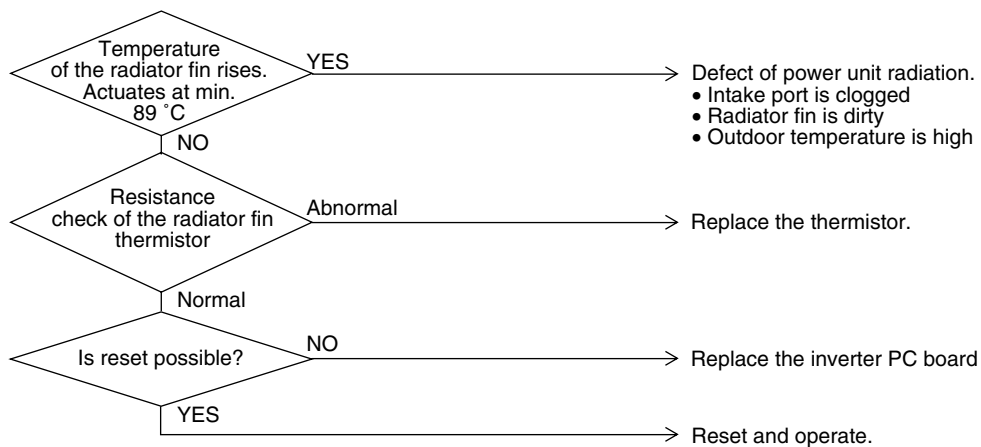 Temperature
of the radiator fin rises.
Actuates at min.
89 ˚C
YES
Defect of power unit radiation.
• Intake port is clogged
• Radiator fin is dirty
• Outdoor temperature is high
NO
Resistance
check of the radiator fin
thermistor
Abnormal
Replace the thermistor.
Normal
Is reset possible?
NO
Replace the inverter PC board
YES
Reset and operate.